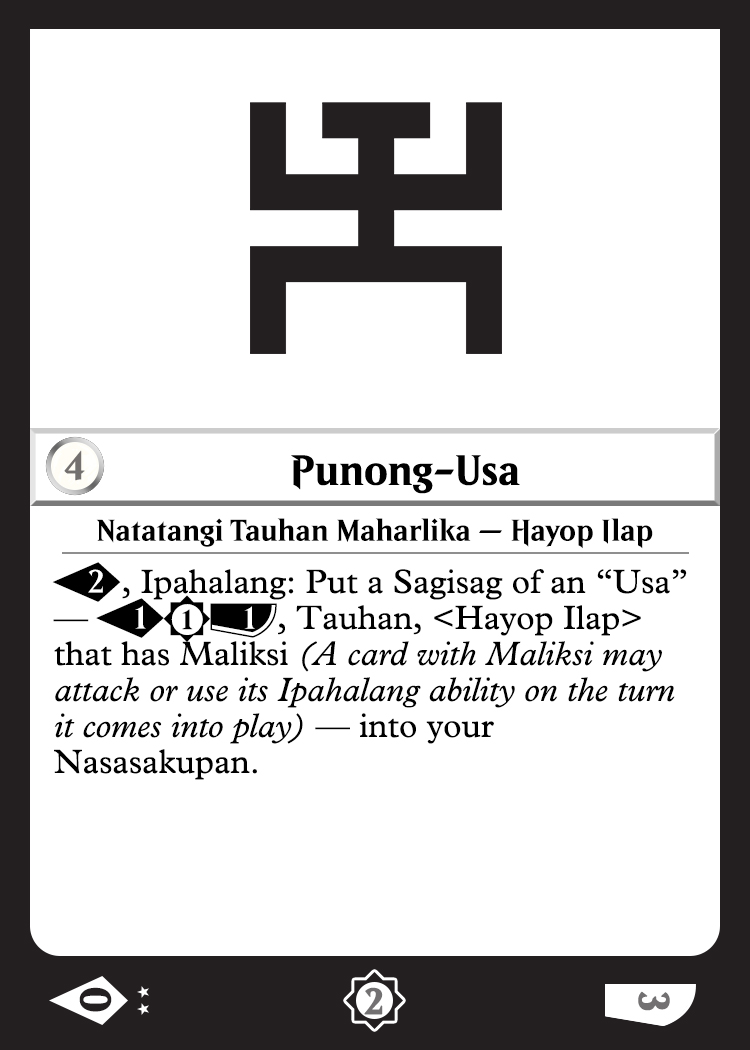 4
Punong-Usa
Natatangi Tauhan Maharlika — Hayop Ilap
2, Ipahalang: Put a Sagisag of an “Usa”
— 1 1 1, Tauhan, <Hayop Ilap>
that has Maliksi (A card with Maliksi may
attack or use its Ipahalang ability on the turn
it comes into play) — into your
Nasasakupan.
0 2 3